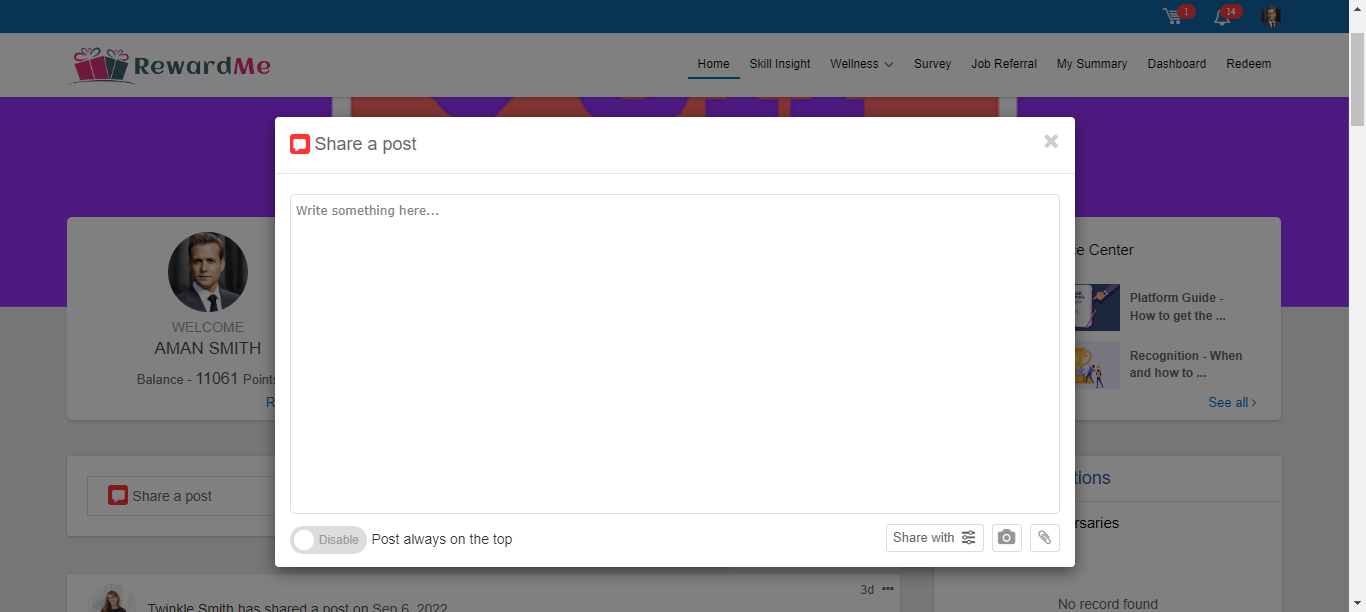 1
14
RewardMe
Home Skill Insight Wellness Survey Job Referral My Summary Dashboard Redeem
Share a post
Write something here...
WELCOME
AMAN SMITH
Balance - 11061 Points
R
ce Center
Platform Guide -
How to get the ...
Recognition - When
and how to ...
See all
Share a post
tions
rsaries
Disable Post always on the top
Share with
3d
Twinkle Smith has shared a post on Sep 6, 2022
No record found